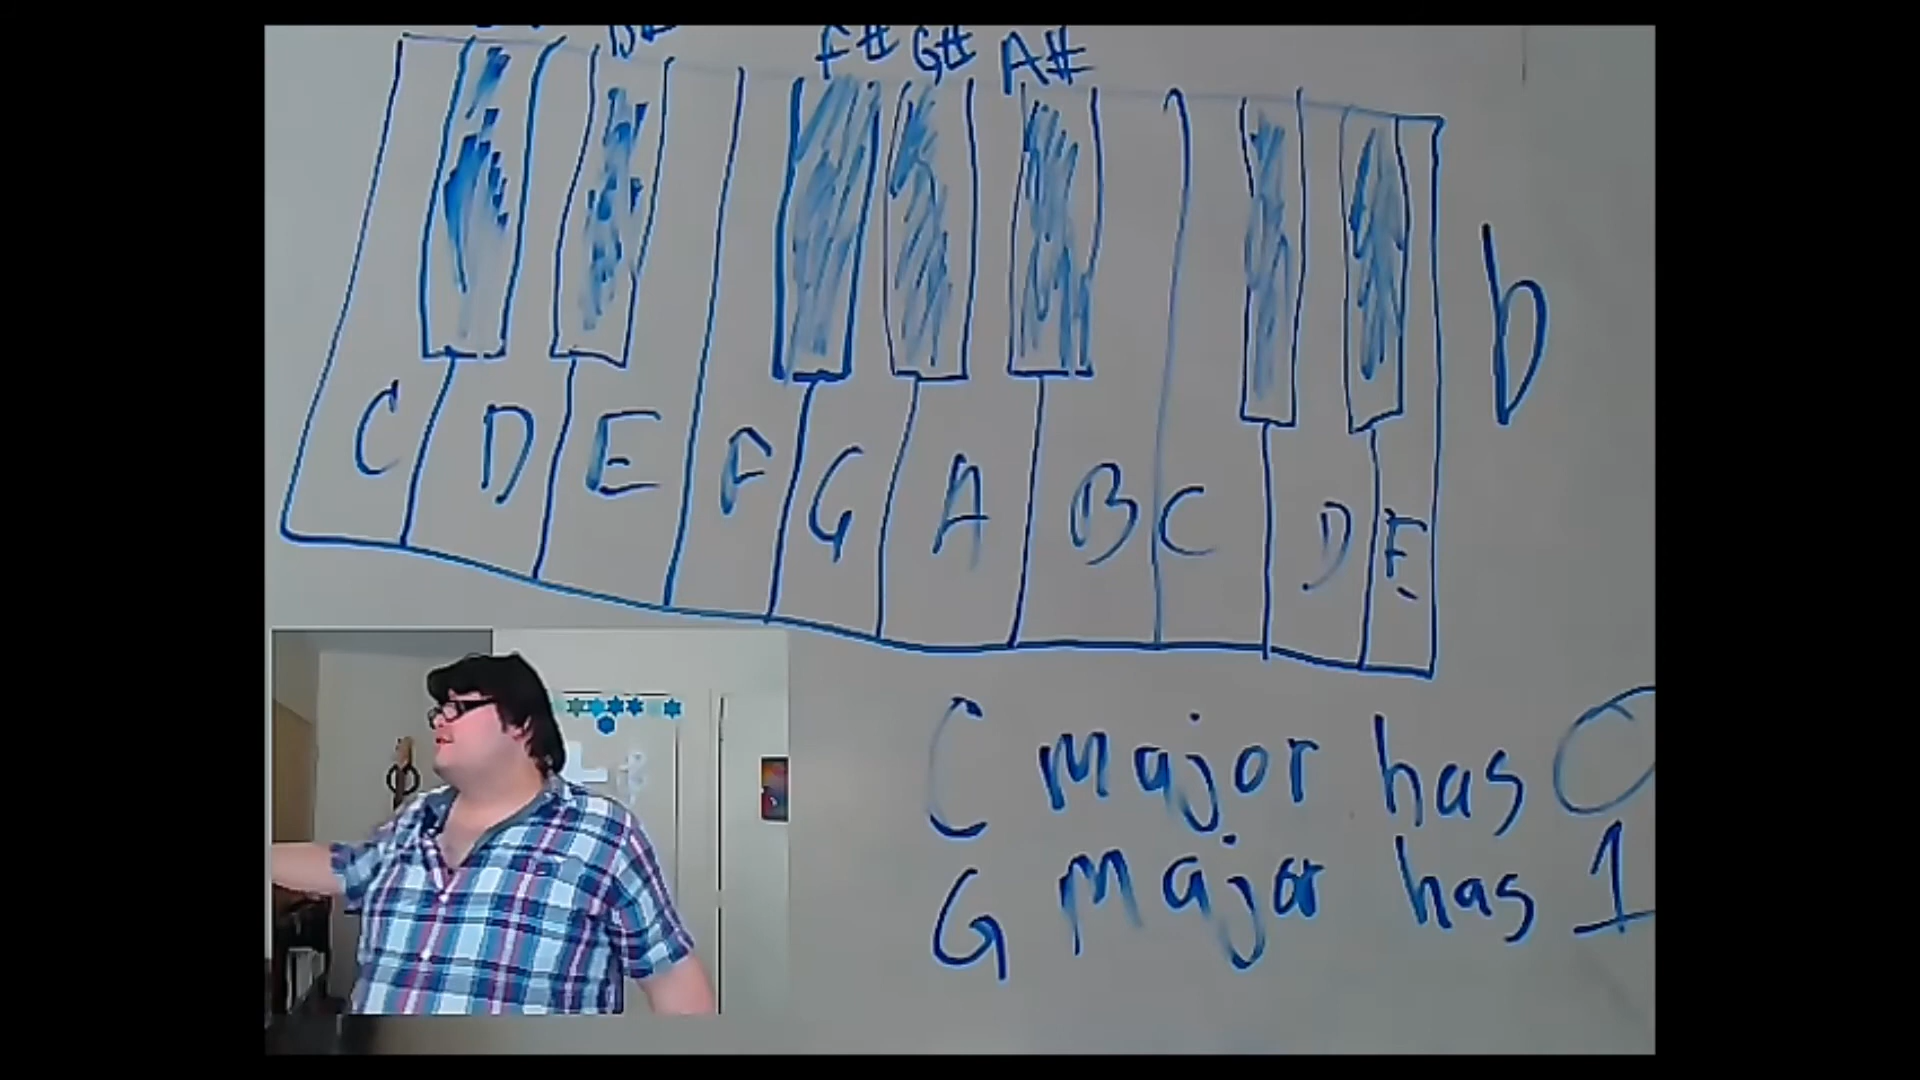 D# F# G# A#
b
C D E F G A B C D E
C major has 0
G major has 1